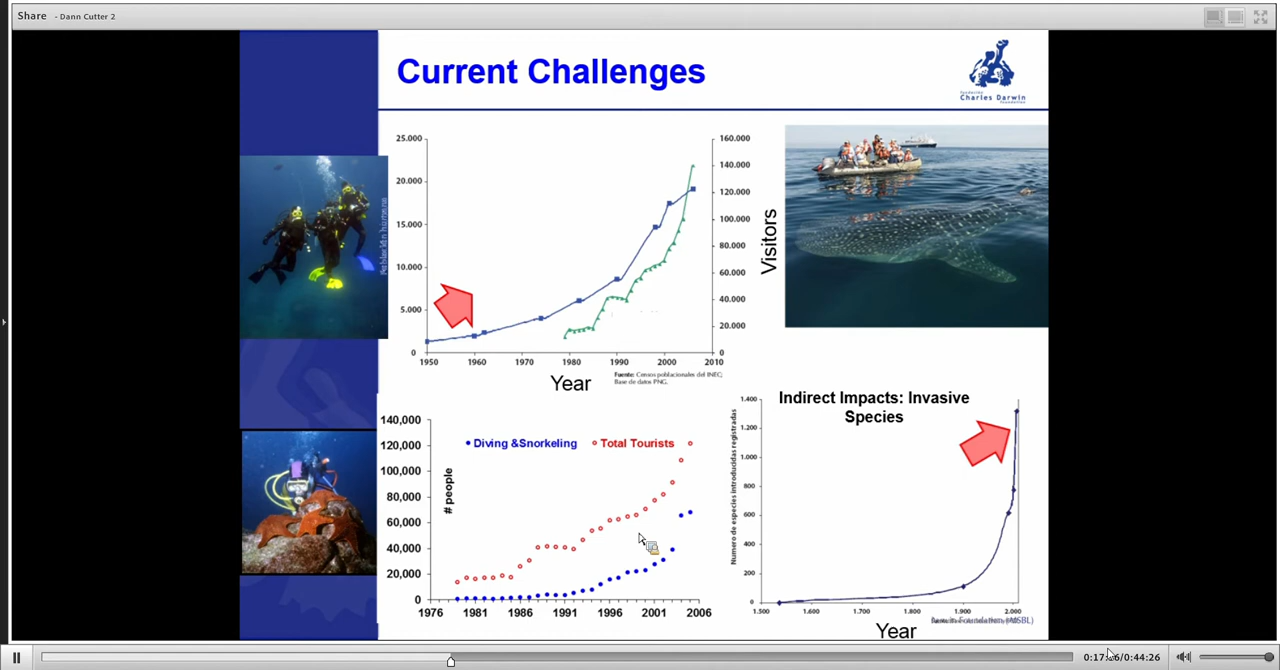 Share - Dann Cutter 2
Current Challenges
fundación
Charles Darwin
foundation
25.000
20.000
15.000
10.000
5.000
0
160.000
140.000
120.000
100.000
80.000
60.000
40.000
20.000
0
Visitors
1950 1960 1970 1980 1990 2000 2010
Year
Fuente: Censos poblacionales del INEC;
Base de datos PNG.
140,000
120,000
100,000
80,000
60,000
40,000
20,000
0
# people
Diving &Snorkeling
Total Tourists
1976 1981 1986 1991 1996 2001 2006
Indirect Impacts: Invasive
Species
1.400
1.200
1.000
800
600
400
200
0
Numero de especies introducidas registradas
1.500 1.600 1.700 1.800 1.900 2.000
Year
0:44:26